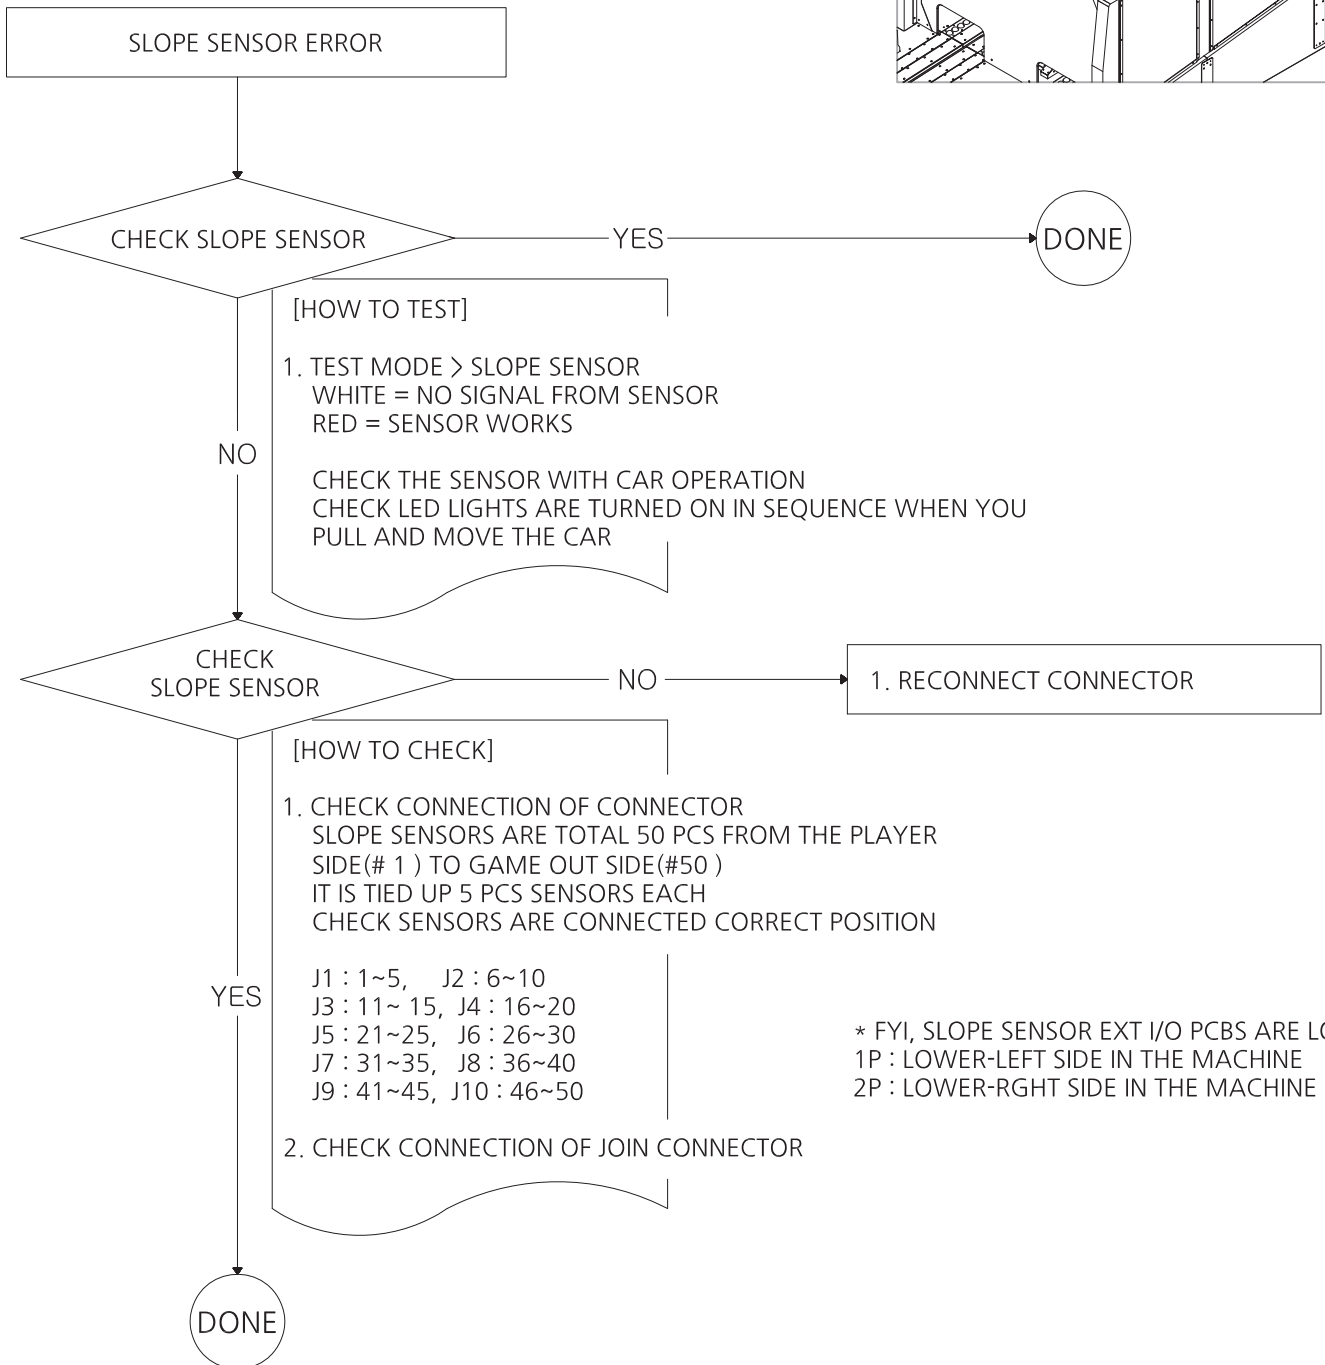 SLOPE SENSOR ERROR
CHECK SLOPE SENSOR
YES
DONE
[HOW TO TEST]
1. TEST MODE > SLOPE SENSOR
WHITE = NO SIGNAL FROM SENSOR
RED = SENSOR WORKS
CHECK THE SENSOR WITH CAR OPERATION
CHECK LED LIGHTS ARE TURNED ON IN SEQUENCE WHEN YOU
PULL AND MOVE THE CAR
NO
CHECK
SLOPE SENSOR
NO
1. RECONNECT CONNECTOR
[HOW TO CHECK]
1. CHECK CONNECTION OF CONNECTOR
SLOPE SENSORS ARE TOTAL 50 PCS FROM THE PLAYER
SIDE(# 1 ) TO GAME OUT SIDE(#50 )
IT IS TIED UP 5 PCS SENSORS EACH
CHECK SENSORS ARE CONNECTED CORRECT POSITION
J1 : 1~5, J2 : 6~10
J3 : 11~ 15, J4 : 16~20
J5 : 21~25, J6 : 26~30
J7 : 31~35, J8 : 36~40
J9 : 41~45, J10 : 46~50
2. CHECK CONNECTION OF JOIN CONNECTOR
YES
* FYI, SLOPE SENSOR EXT I/O PCBS ARE
1P : LOWER-LEFT SIDE IN THE MACHINE
2P : LOWER-RGHT SIDE IN THE MACHINE
DONE